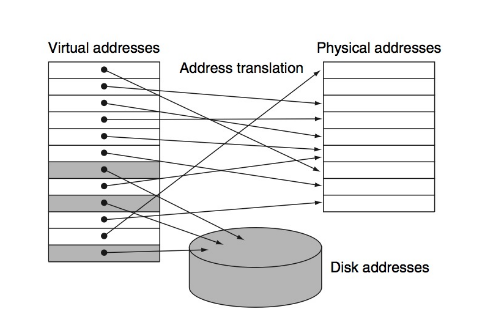 Virtual addresses
Physical addresses
Address translation
Disk addresses